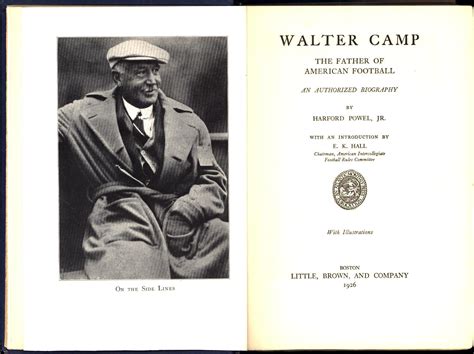 On the Side Lines
WALTER CAMP
THE FATHER OF
AMERICAN FOOTBALL
AN AUTHORIZED BIOGRAPHY
BY
HARFORD POWEL, JR.
WITH AN INTRODUCTION BY
E. K. HALL
Chairman, American Intercollegiate
Football Rules Committee
With Illustrations
BOSTON
LITTLE, BROWN, AND COMPANY
1926